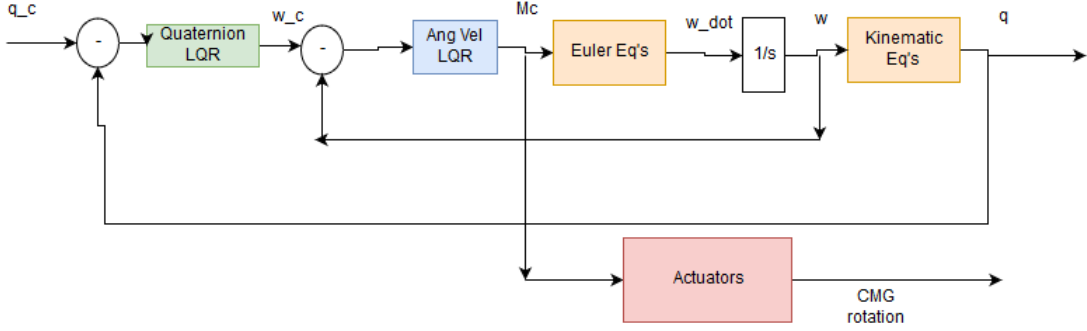 q_c
-
Quaternion
LQR
w_c
-
Ang Vel
LQR
Mc
Euler Eq's
w_dot
1/s
w
Kinematic
Eq's
q
Actuators
CMG
rotation